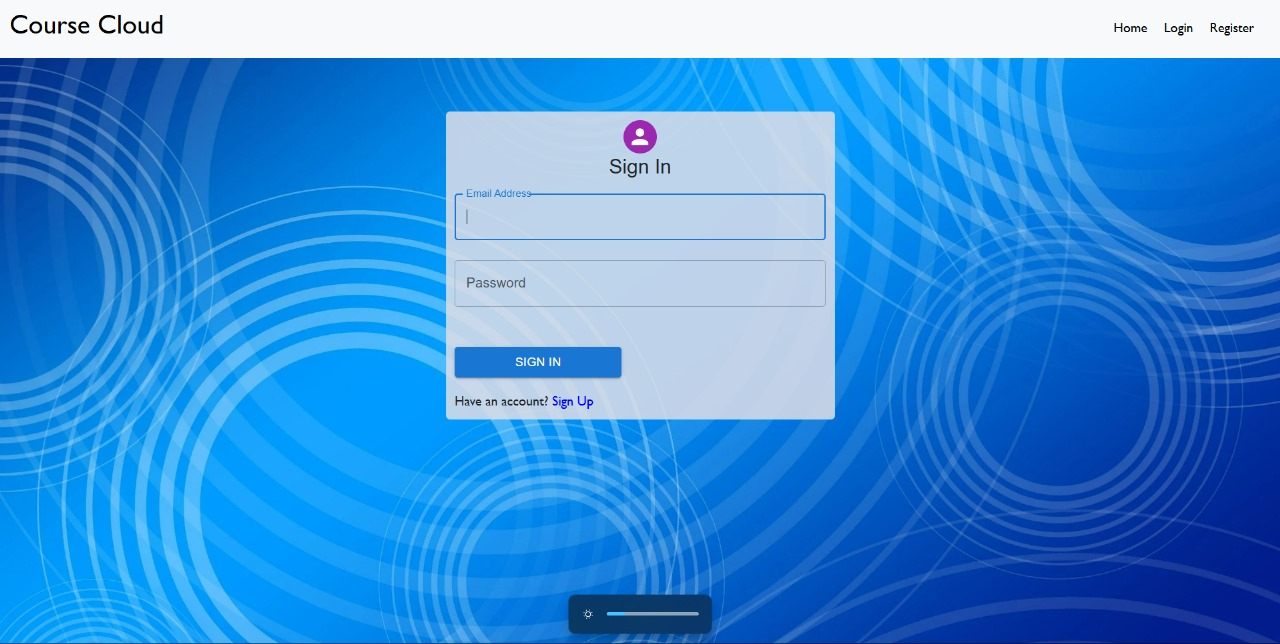 Course Cloud
Home Login Register
Sign In
Email Address
Password
SIGN IN
Have an account? Sign Up